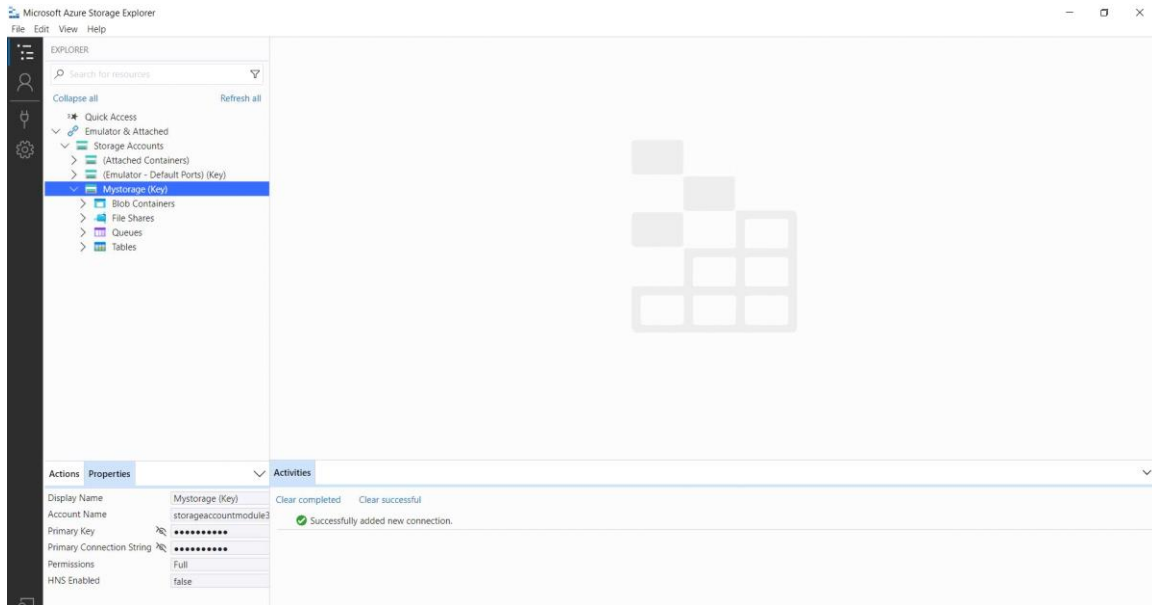 Microsoft Azure Storage Explorer
File Edit View Help
EXPLORER
Search for resources
Collapse all Refresh all
Quick Access
Emulator & Attached
Storage Accounts
(Attached Containers)
(Emulator - Default Ports) (Key)
Mystorage (Key)
Blob Containers
File Shares
Queues
Tables
Actions Properties
Display Name Mystorage (Key)
Account Name storageaccountmodule3
Primary Key ••••••••••
Primary Connection String ••••••••••
Permissions Full
HNS Enabled false
Activities
Clear completed Clear successful
Successfully added new connection.